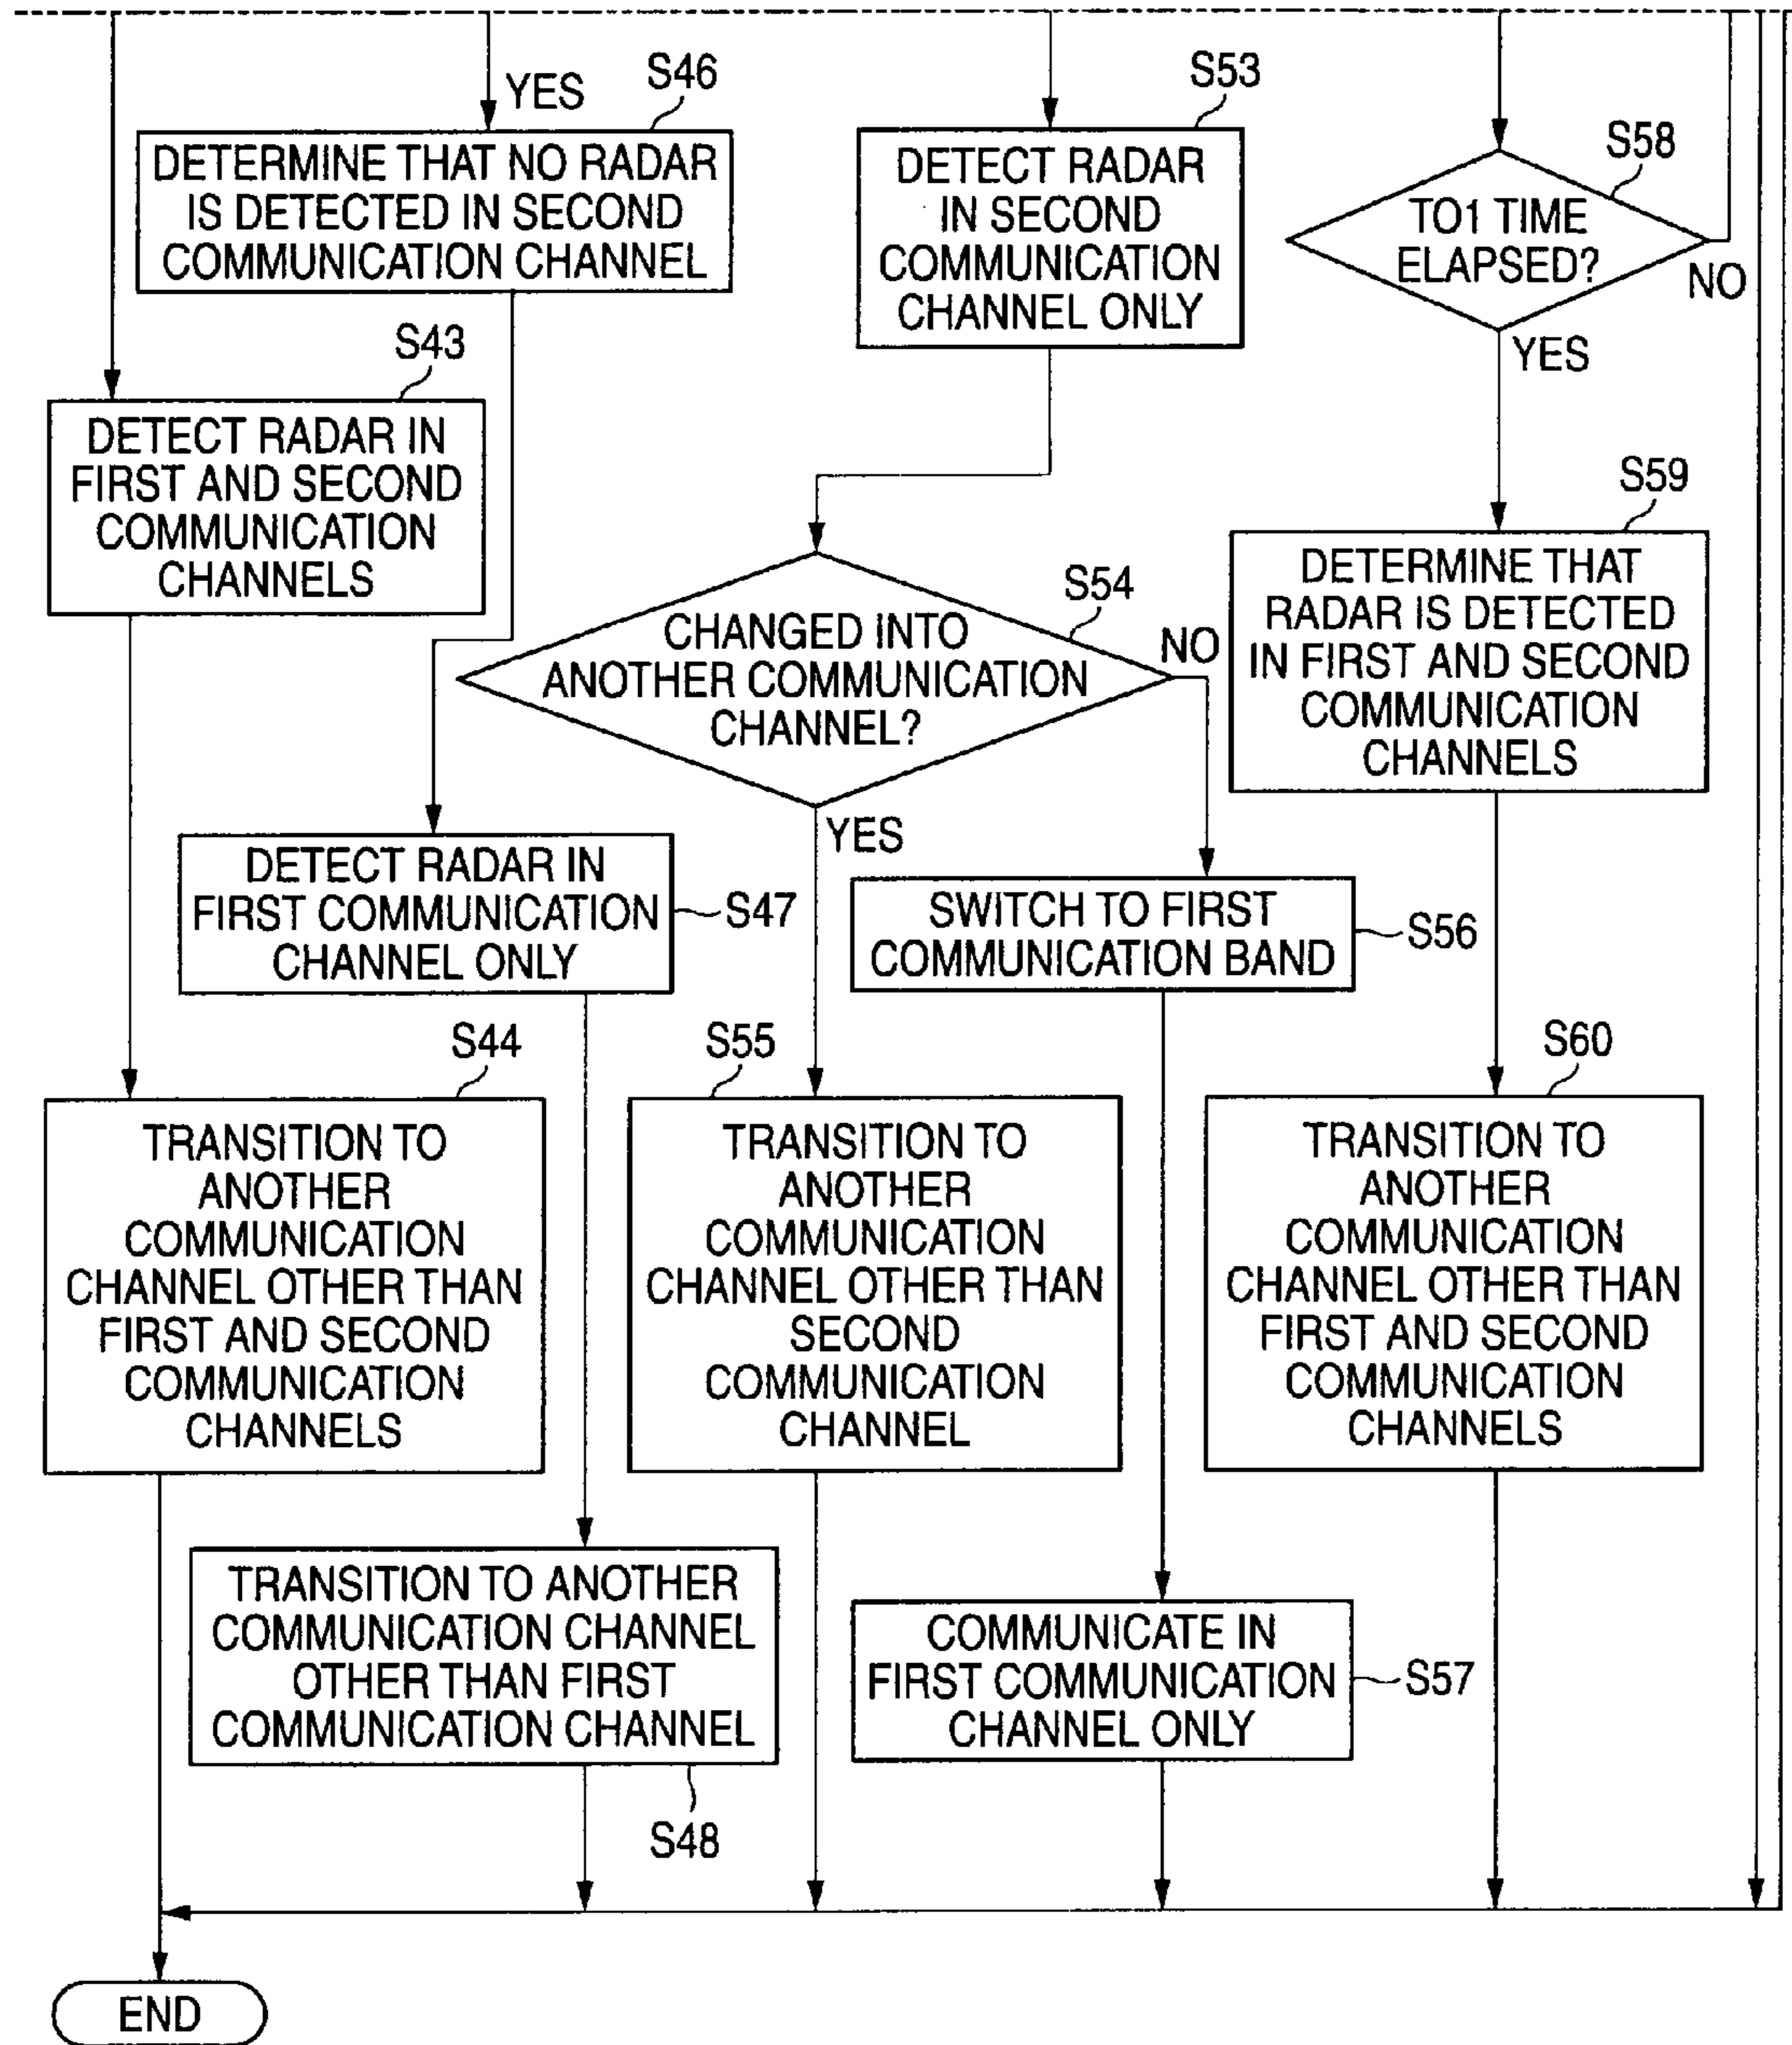 YES
S46
DETERMINE THAT NO RADAR
IS DETECTED IN SECOND
COMMUNICATION CHANNEL
S53
DETECT RADAR
IN SECOND
COMMUNICATION
CHANNEL ONLY
S58
TO1 TIME
ELAPSED?
NO
YES
S43
DETECT RADAR IN
FIRST AND SECOND
COMMUNICATION
CHANNELS
S54
CHANGED INTO
ANOTHER COMMUNICATION
CHANNEL?
NO
YES
S59
DETERMINE THAT
RADAR IS DETECTED
IN FIRST AND SECOND
COMMUNICATION
CHANNELS
DETECT RADAR IN
FIRST COMMUNICATION
CHANNEL ONLY
S47
SWITCH TO FIRST
COMMUNICATION BAND
S56
S44
TRANSITION TO
ANOTHER
COMMUNICATION
CHANNEL OTHER THAN
FIRST AND SECOND
COMMUNICATION
CHANNELS
S55
TRANSITION TO
ANOTHER
COMMUNICATION
CHANNEL OTHER THAN
SECOND
COMMUNICATION
CHANNEL
S60
TRANSITION TO
ANOTHER
COMMUNICATION
CHANNEL OTHER THAN
FIRST AND SECOND
COMMUNICATION
CHANNELS
TRANSITION TO ANOTHER
COMMUNICATION CHANNEL
OTHER THAN FIRST
COMMUNICATION CHANNEL
S48
COMMUNICATE IN
FIRST COMMUNICATION
CHANNEL ONLY
S57
END